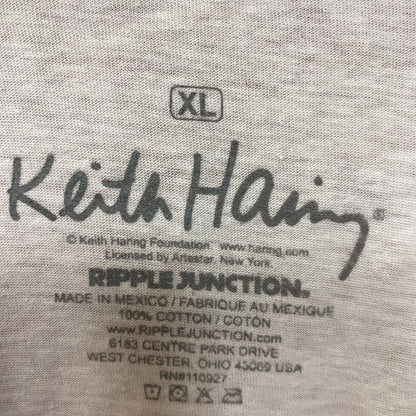 XL
Keith Haring®
© Keith Haring Foundation www.haring.com
Licensed by Artestar, New York.
RIPPLE JUNCTION®
MADE IN MEXICO / FABRIQUE AU MEXIQUE
100% COTTON / COTÓN
www.RIPPLEJUNCTION.com
6183 CENTRE PARK DRIVE
WEST CHESTER, OHIO 45069 USA
RN#110927